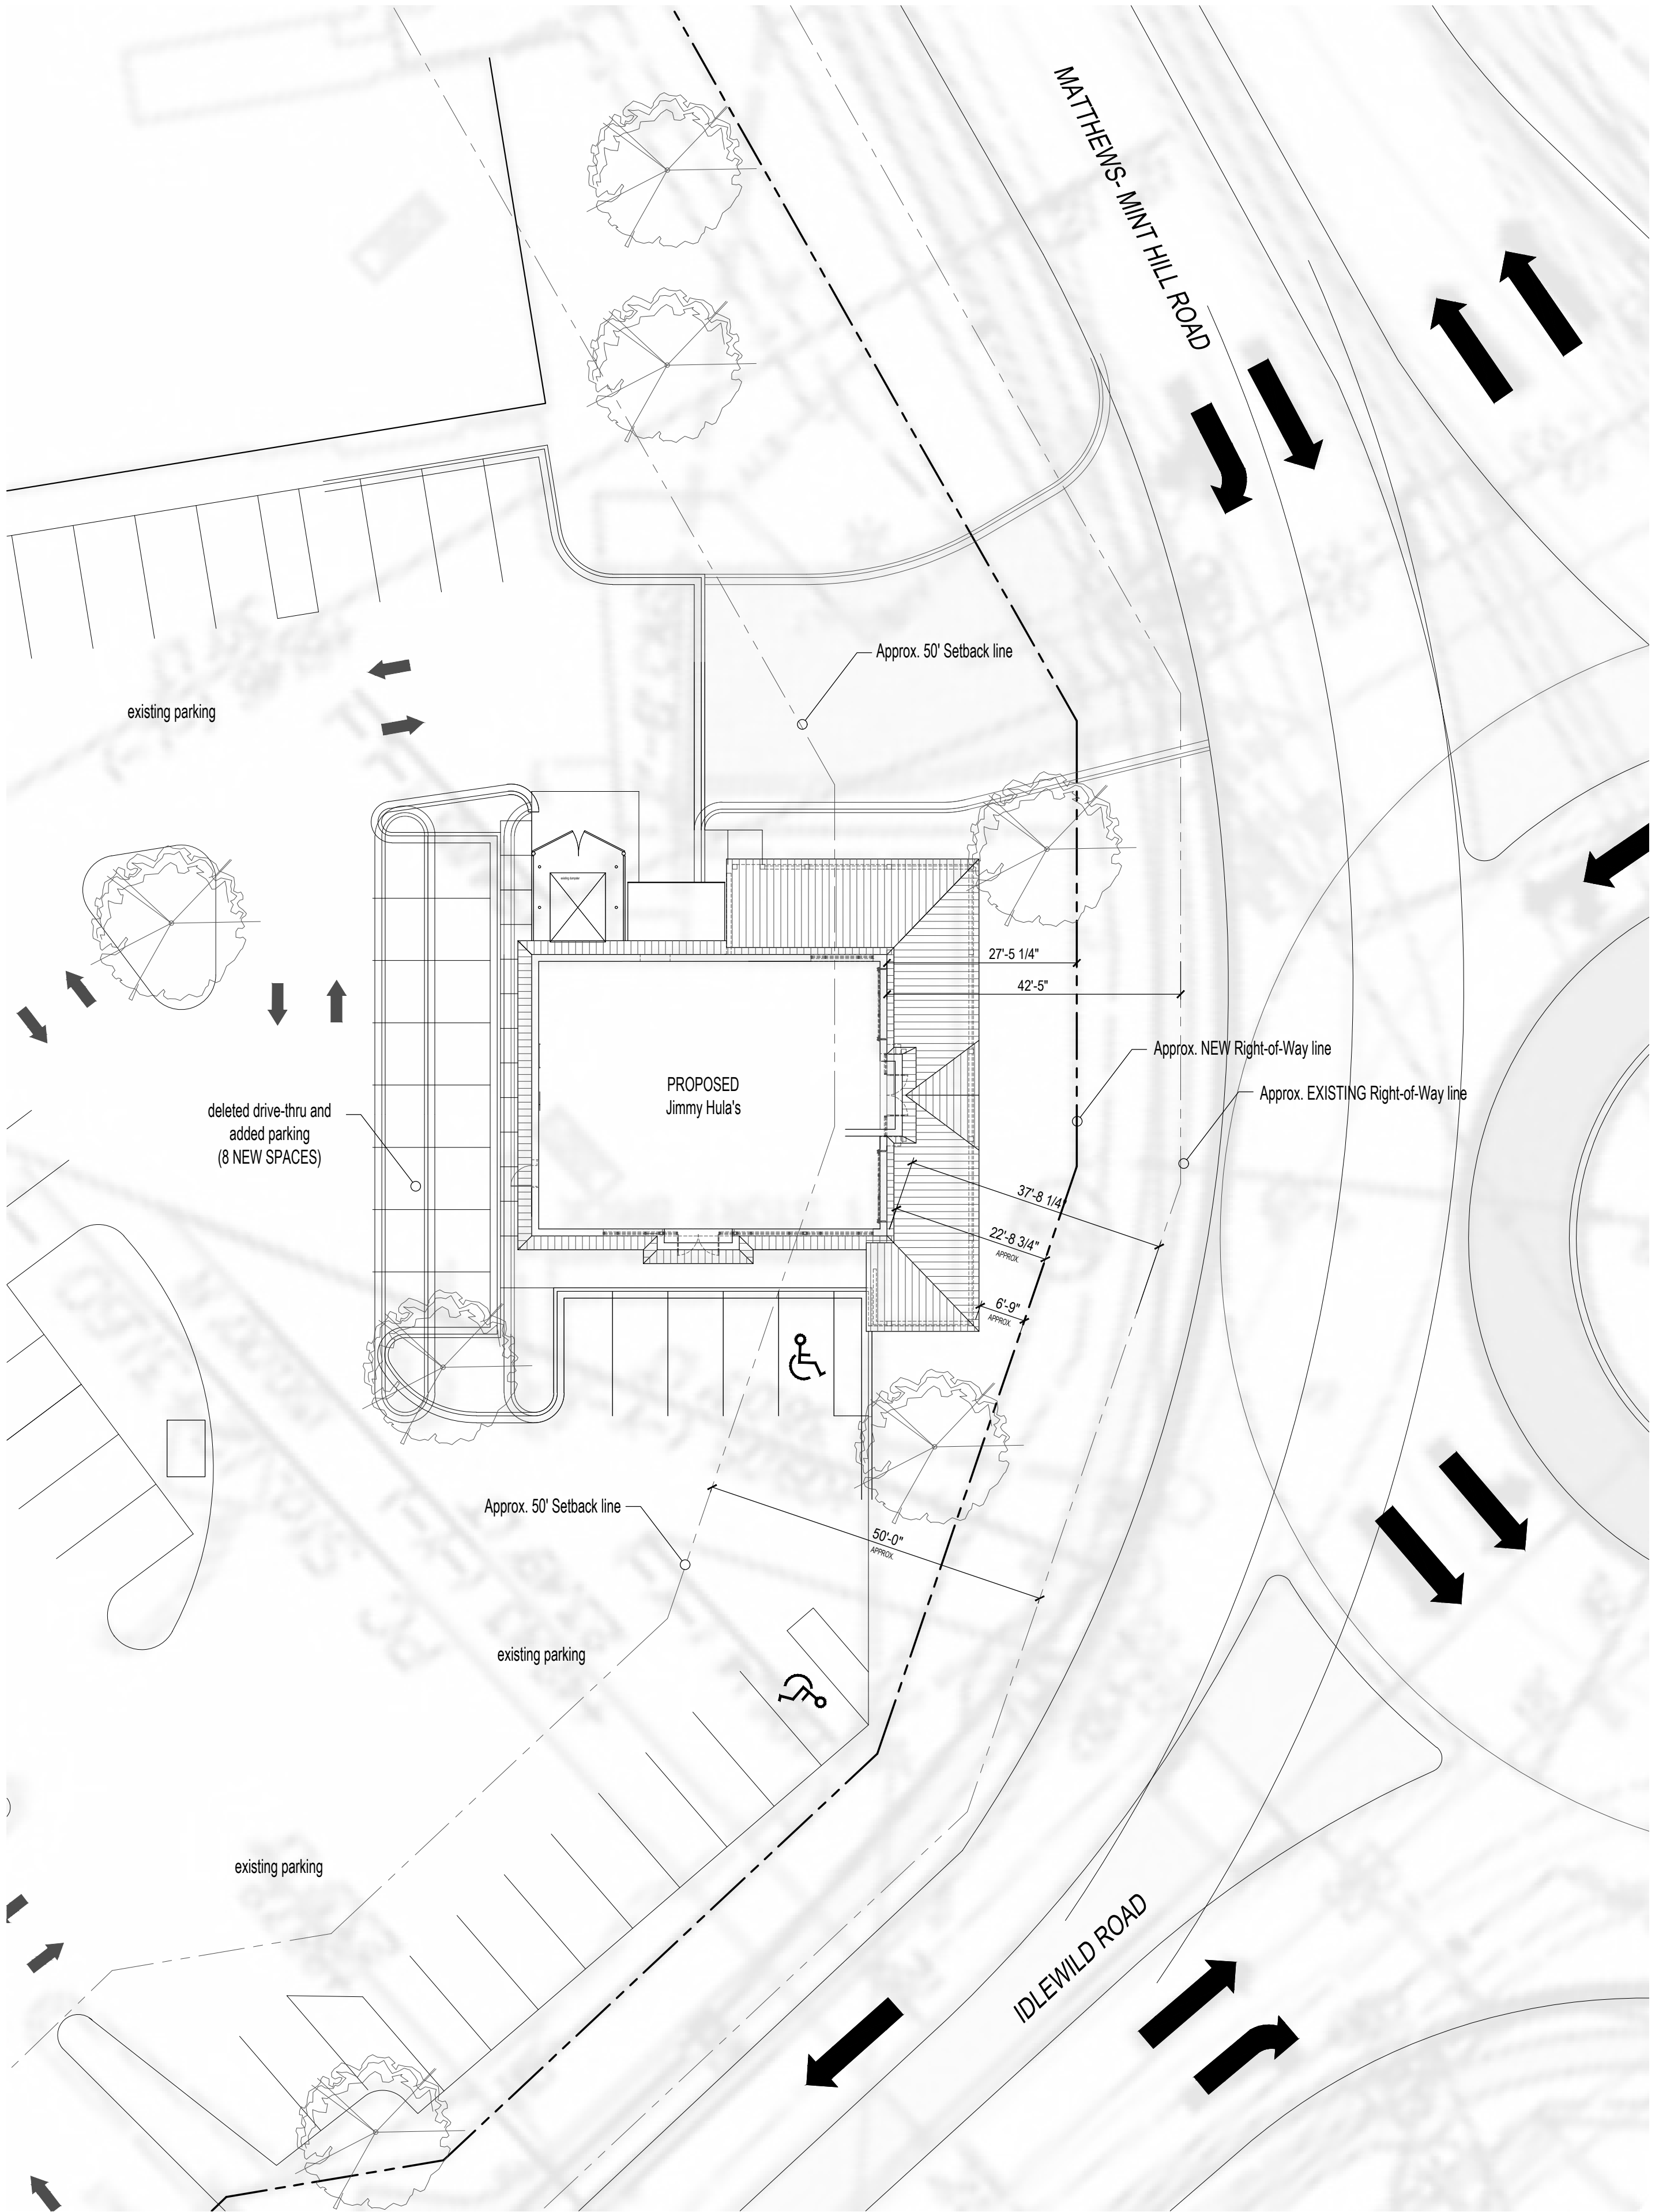 MATTHEWS- MINT HILL ROAD
Approx. 50' Setback line
existing parking
existing dumpster
27'-5 1/4"
42'-5"
Approx. NEW Right-of-Way line
Approx. EXISTING Right-of-Way line
PROPOSED
Jimmy Hula's
deleted drive-thru and
added parking
(8 NEW SPACES)
37'-8 1/4"
22'-8 3/4"
APPROX.
6'-9"
APPROX.
Approx. 50' Setback line
50'-0"
APPROX.
existing parking
existing parking
IDLEWILD ROAD